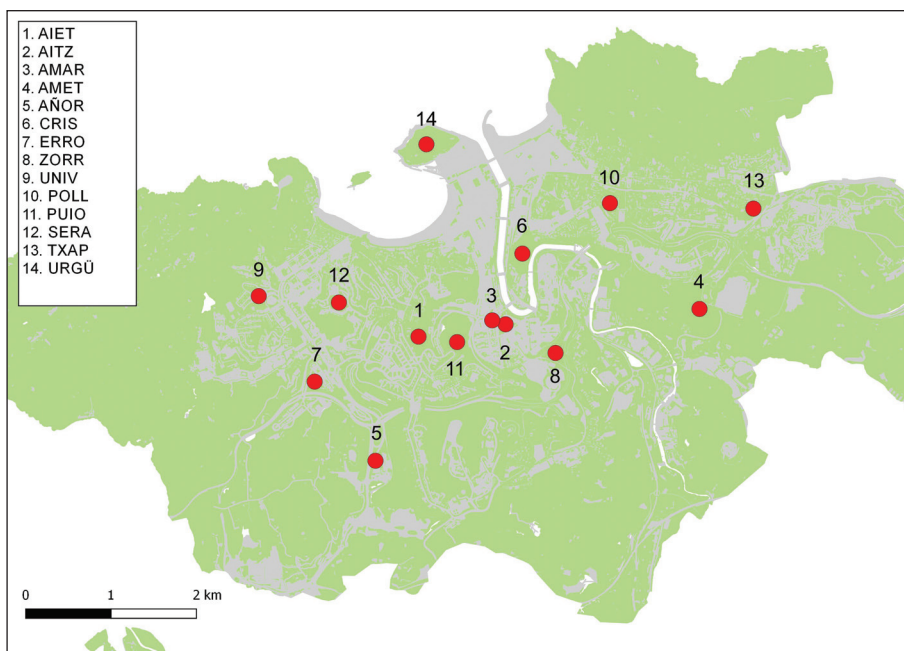 1. AIET
2. AITZ
3. AMAR
4. AMET
5. AÑOR
6. CRIS
7. ERRO
8. ZORR
9. UNIV
10. POLL
11. PUIO
12. SERA
13. TXAP
14. URGÜ
14
10
13
6
9
12
4
1
3
2
11
8
7
5
0 1 2 km